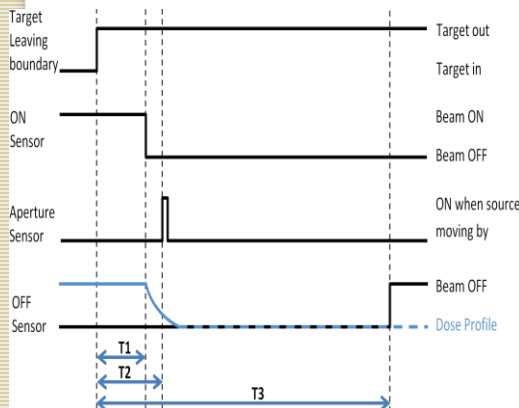 Target
Leaving
boundary
Target out
Target in
ON
Sensor
Beam ON
Beam OFF
Aperture
Sensor
ON when source
moving by
OFF
Sensor
Beam OFF
Dose Profile
T1
T2
T3